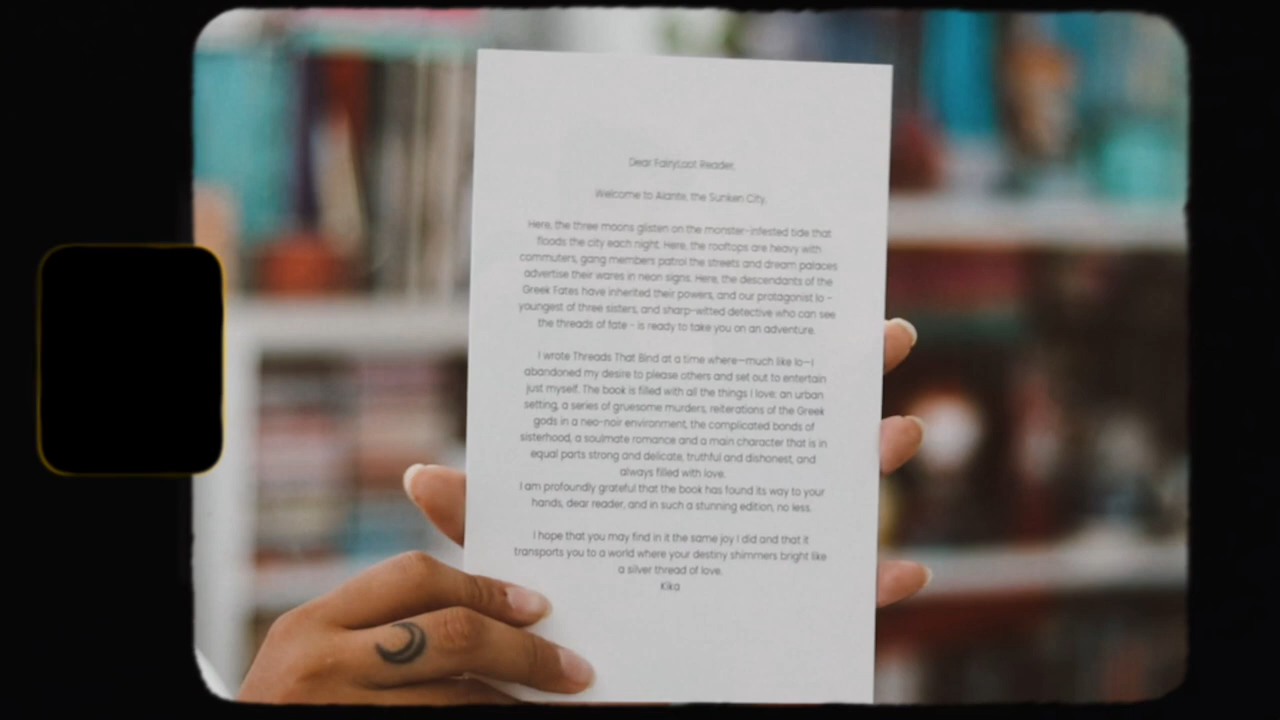 Dear FairyLoot Reader,
Welcome to Alante, the Sunken City,
Here, the three moons glisten on the monster-infested tide that
floods the city each night. Here, the rooftops are heavy with
commuters, gang members patrol the streets and dream palaces
advertise their wares in neon signs. Here, the descendants of the
Greek Fates have inherited their powers, and our protagonist Io -
youngest of three sisters, and sharp-witted detective who can see
the threads of fate - is ready to take you on an adventure.
I wrote Threads That Bind at a time where—much like Io—I
abandoned my desire to please others and set out to entertain
just myself. The book is filled with all the things I love: an urban
setting, a series of gruesome murders, reiterations of the Greek
gods in a neo-noir environment, the complicated bonds of
sisterhood, a soulmate romance and a main character that is in
equal parts strong and delicate, truthful and dishonest, and
always filled with love.
I am profoundly grateful that the book has found its way to your
hands, dear reader, and in such a stunning edition, no less.
I hope that you may find in it the same joy I did and that it
transports you to a world where your destiny shimmers bright like
a silver thread of love.
Kika